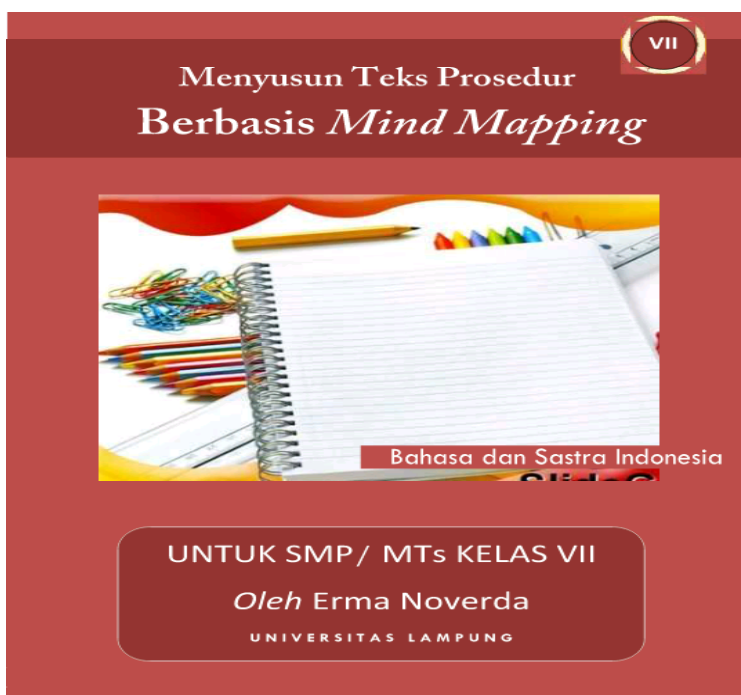 VII
Menyusun Teks Prosedur
Berbasis Mind Mapping
Bahasa dan Sastra Indonesia
UNTUK SMP/ MTs KELAS VII
Oleh Erma Noverda
UNIVERSITAS LAMPUNG